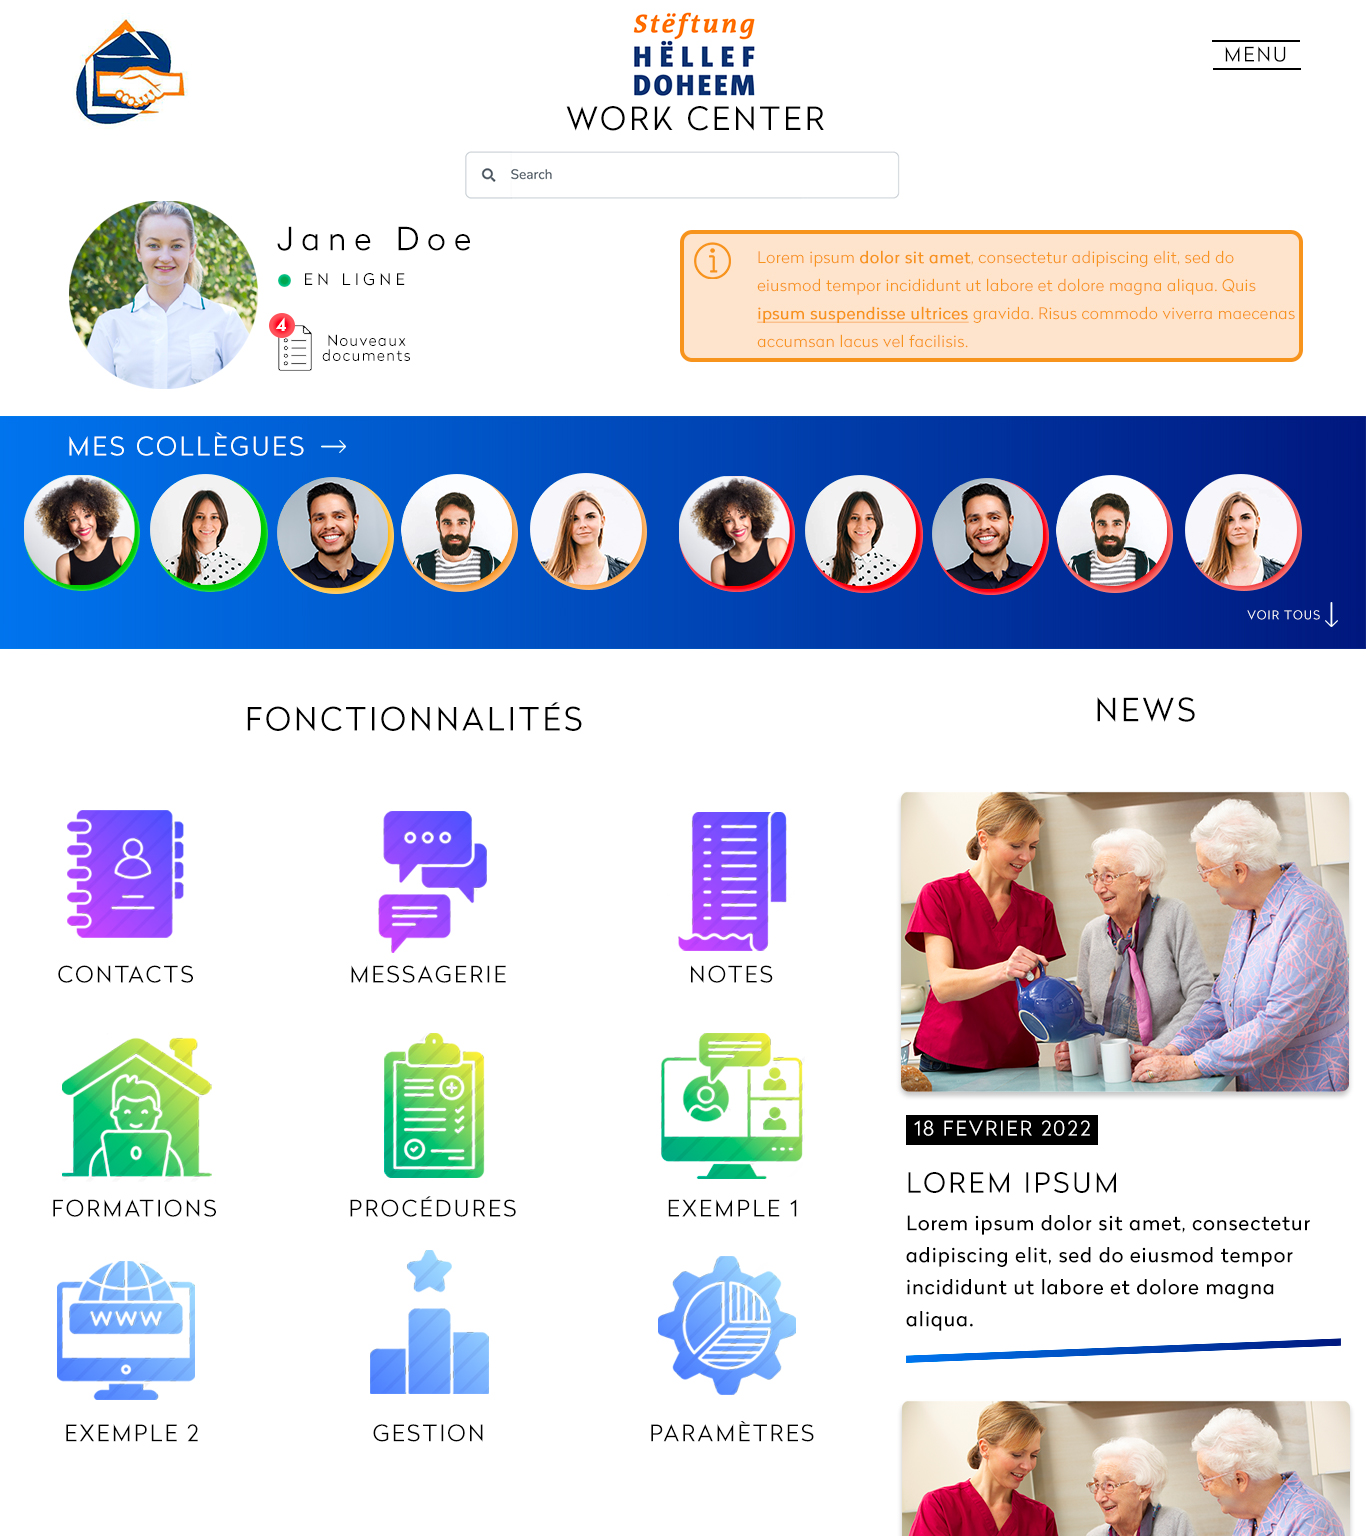 Stëftung
HËLLEF
DOHEEM
WORK CENTER
MENU
Search
Jane Doe
EN LIGNE
4
Nouveaux
documents
Lorem ipsum dolor sit amet, consectetur adipiscing elit, sed do
eiusmod tempor incididunt ut labore et dolore magna aliqua. Quis
ipsum suspendisse ultrices gravida. Risus commodo viverra maecenas
accumsan lacus vel facilisis.
MES COLLÈGUES
VOIR TOUS
FONCTIONNALITÉS
NEWS
CONTACTS
MESSAGERIE
NOTES
FORMATIONS
PROCÉDURES
EXEMPLE 1
WWW
EXEMPLE 2
GESTION
PARAMÈTRES
18 FEVRIER 2022
LOREM IPSUM
Lorem ipsum dolor sit amet, consectetur
adipiscing elit, sed do eiusmod tempor
incididunt ut labore et dolore magna
aliqua.